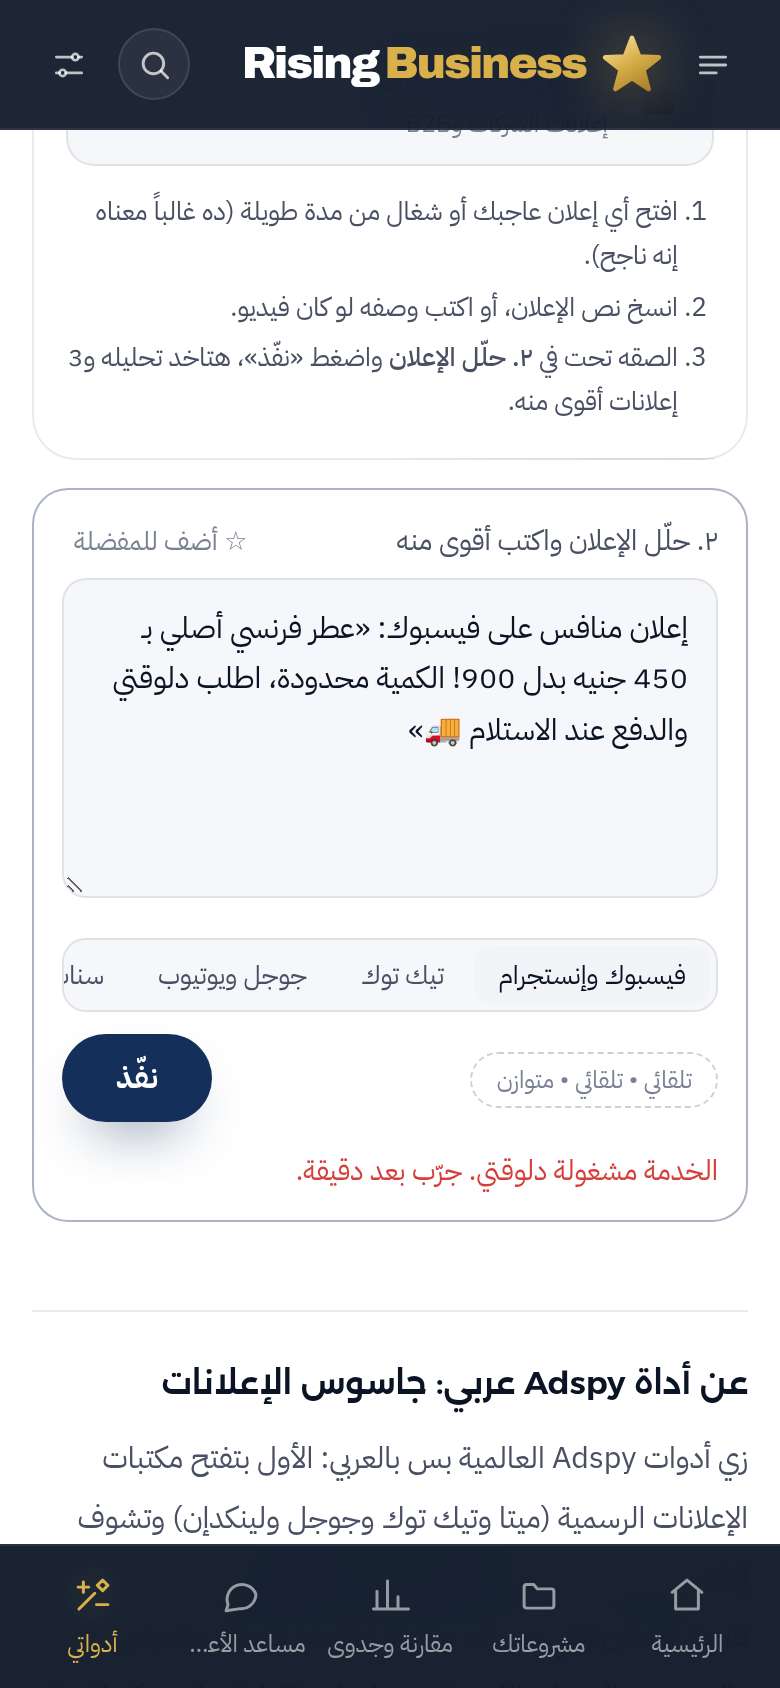 Rising Business
1. افتح أي إعلان عاجبك أو شغال من مدة طويلة (ده غالباً معناه
إنه ناجح).
2. انسخ نص الإعلان، أو اكتب وصفه لو كان فيديو.
3. الصقه تحت في ٢. حلّل الإعلان واضغط «نفّذ»، هتاخد تحليله و3
إعلانات أقوى منه.
٢. حلّل الإعلان واكتب أقوى منه
☆ أضف للمفضلة
إعلان منافس على فيسبوك: «عطر فرنسي أصلي بـ
450 جنيه بدل 900! الكمية محدودة، اطلب دلوقتي
والدفع عند الاستلام 🚚»
فيسبوك وإنستجرام
تيك توك
جوجل ويوتيوب
تلقائي • تلقائي • متوازن
نفّذ
الخدمة مشغولة دلوقتي. جرّب بعد دقيقة.
عن أداة Adspy عربي: جاسوس الإعلانات
زي أدوات Adspy العالمية بس بالعربي: الأول بتفتح مكتبات
الإعلانات الرسمية (ميتا وتيك توك وجوجل ولينكدإن) وتشوف
الرئيسية
مشروعاتك
مقارنة وجدوى
مساعد الأعـ...
أدواتي